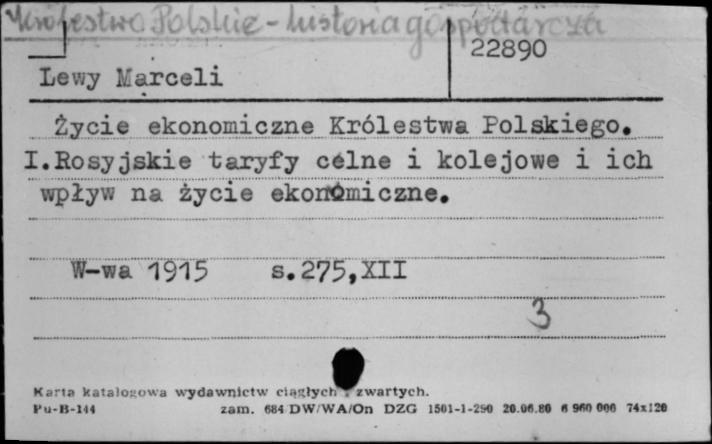 Królestwo Polskie - historia gospodarcza
22890
Lewy Marceli
Życie ekonomiczne Królestwa Polskiego.
I.Rosyjskie taryfy celne i kolejowe i ich
wpływ na życie ekonomiczne.
W-wa 1915 s.275,XII
3
Karta katalogowa wydawnictw ciągłych i zwartych.
Pu-B-144 zam. 684 DW/WA/On DZG 1501-1-290 20.06.80 6 960 000 74x120